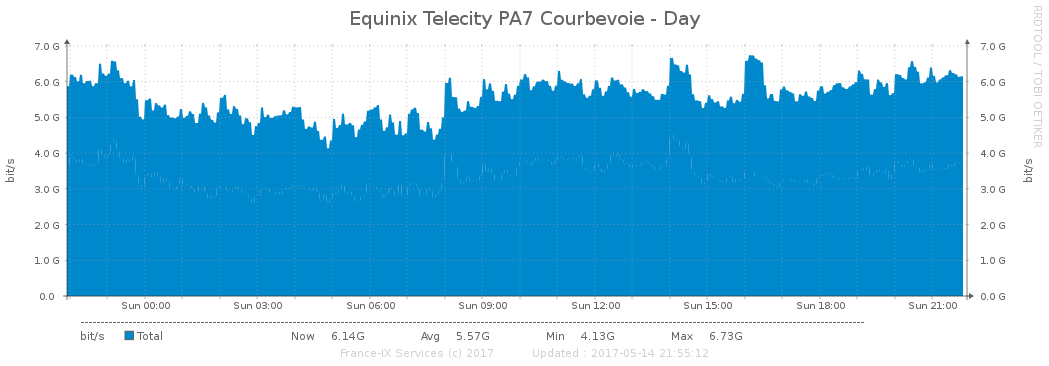 Equinix Telecity PA7 Courbevoie - Day
RRDTOOL / TOBI OETIKER
bit/s
7.0 G
6.0 G
5.0 G
4.0 G
3.0 G
2.0 G
1.0 G
0.0
7.0 G
6.0 G
5.0 G
4.0 G
3.0 G
2.0 G
1.0 G
0.0 G
bit/s
Sun 00:00 Sun 03:00 Sun 06:00 Sun 09:00 Sun 12:00 Sun 15:00 Sun 18:00 Sun 21:00
bit/s Total Now 6.14G Avg 5.57G Min 4.13G Max 6.73G
France-IX Services (c) 2017 Updated : 2017-05-14 21:55:12